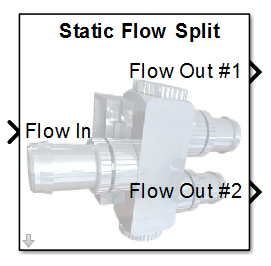 Static Flow Split
Flow Out #1
Flow In
Flow Out #2